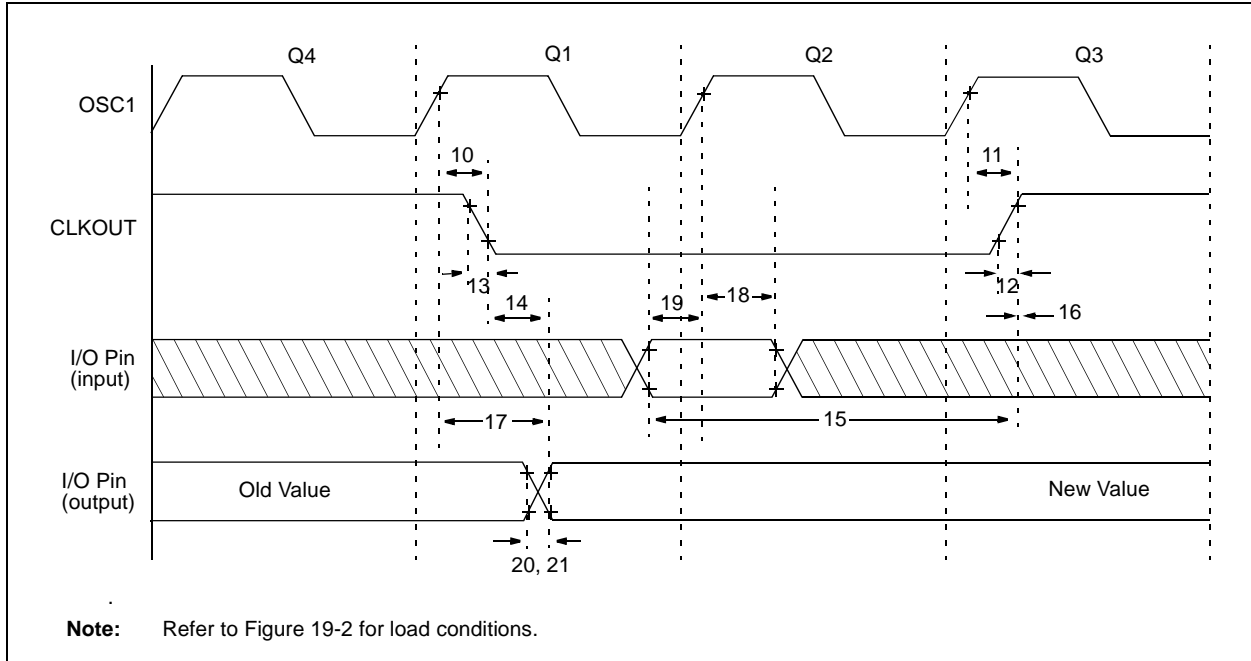 Q4 Q1 Q2 Q3
OSC1
10 11
CLKOUT
13 12
14 19 18 16
I/O Pin
(input)
17 15
I/O Pin
(output)
Old Value New Value
20, 21
.
Note: Refer to Figure 19-2 for load conditions.